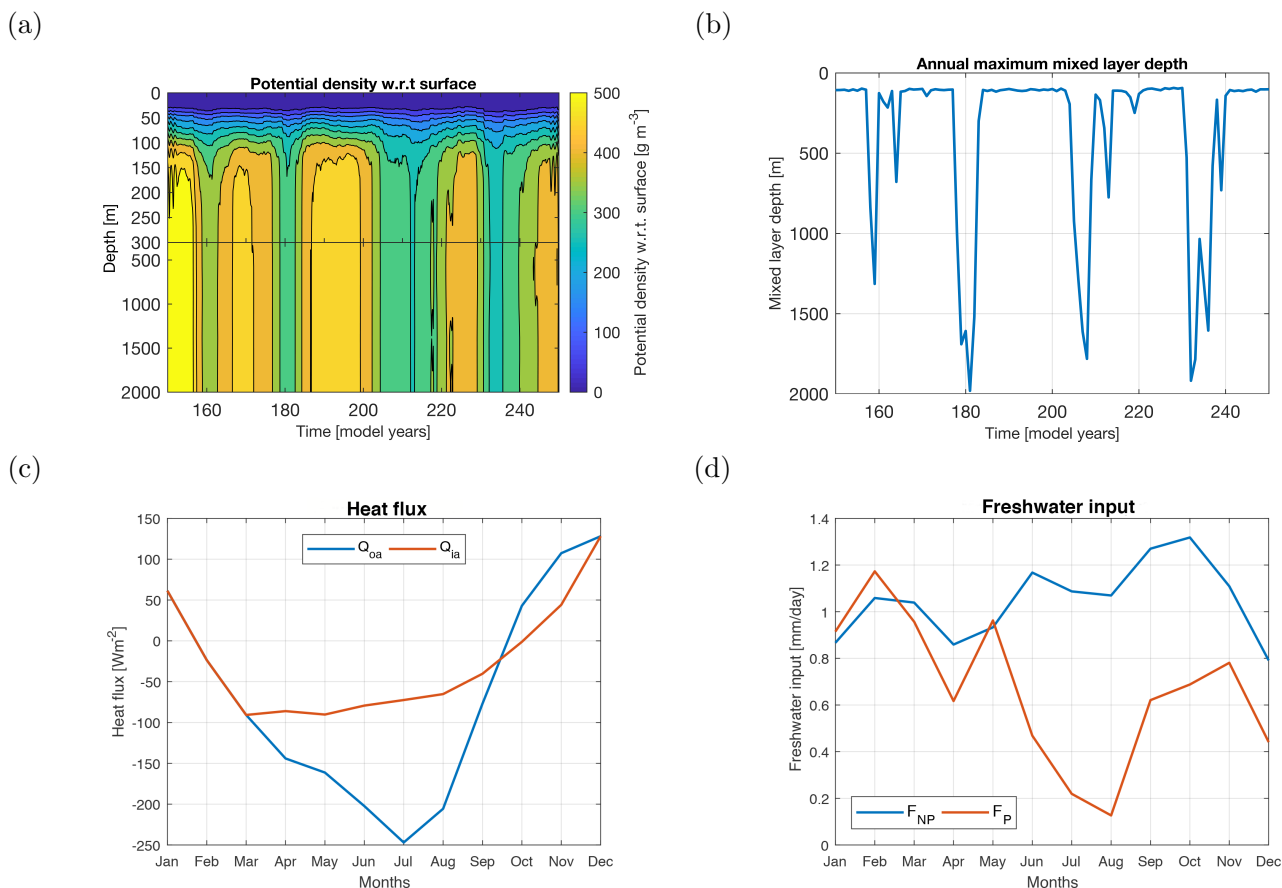 (a)
Potential density w.r.t surface
0
50
100
150
200
250
300
500
1000
1500
2000
Depth [m]
160
180
200
220
240
Time [model years]
500
400
300
200
100
0
Potential density w.r.t. surface [g m⁻³]
(b)
Annual maximum mixed layer depth
0
500
1000
1500
2000
Mixed layer depth [m]
160
180
200
220
240
Time [model years]
(c)
Heat flux
150
100
50
0
-50
-100
-150
-200
-250
Heat flux [Wm⁻²]
Q_oa
Q_ia
Jan Feb Mar Apr May Jun Jul Aug Sep Oct Nov Dec
Months
(d)
Freshwater input
1.4
1.2
1
0.8
0.6
0.4
0.2
0
Freshwater input [mm/day]
F_NP
F_P
Jan Feb Mar Apr May Jun Jul Aug Sep Oct Nov Dec
Months